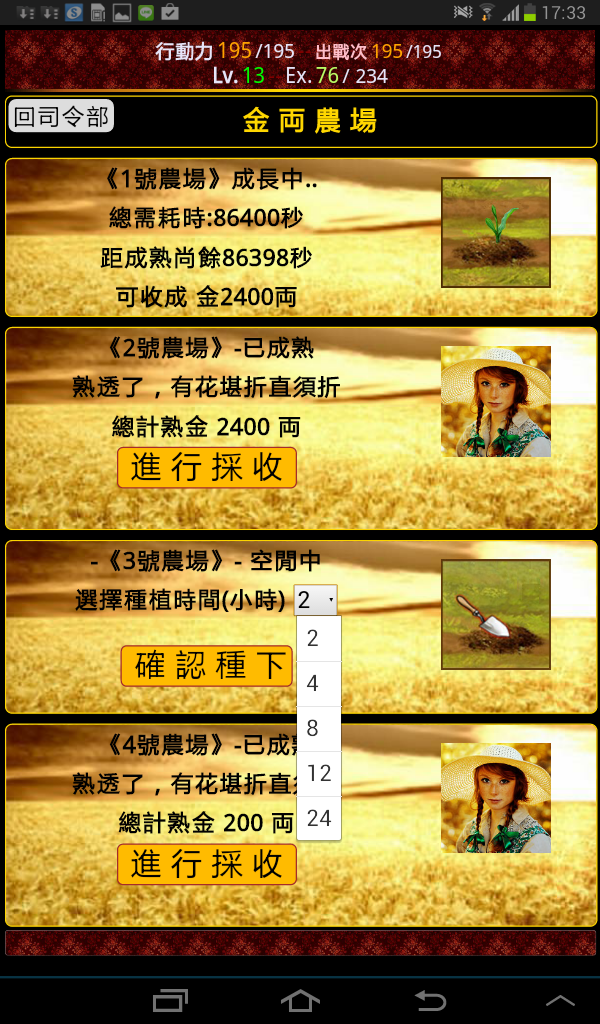 17:33
行動力 195/195 出戰次 195/195
Lv. 13 Ex. 76 / 234
回司令部
金両農場
《1號農場》成長中..
總需耗時:86400秒
距成熟尚餘86398秒
可收成 金2400両
《2號農場》-已成熟
熟透了，有花堪折直須折
總計熟金 2400 両
進行採收
-《3號農場》- 空閒中
選擇種植時間(小時) 2
2
4
8
12
24
確認種下
《4號農場》-已成
熟透了，有花堪折直
總計熟金 200 両
進行採收